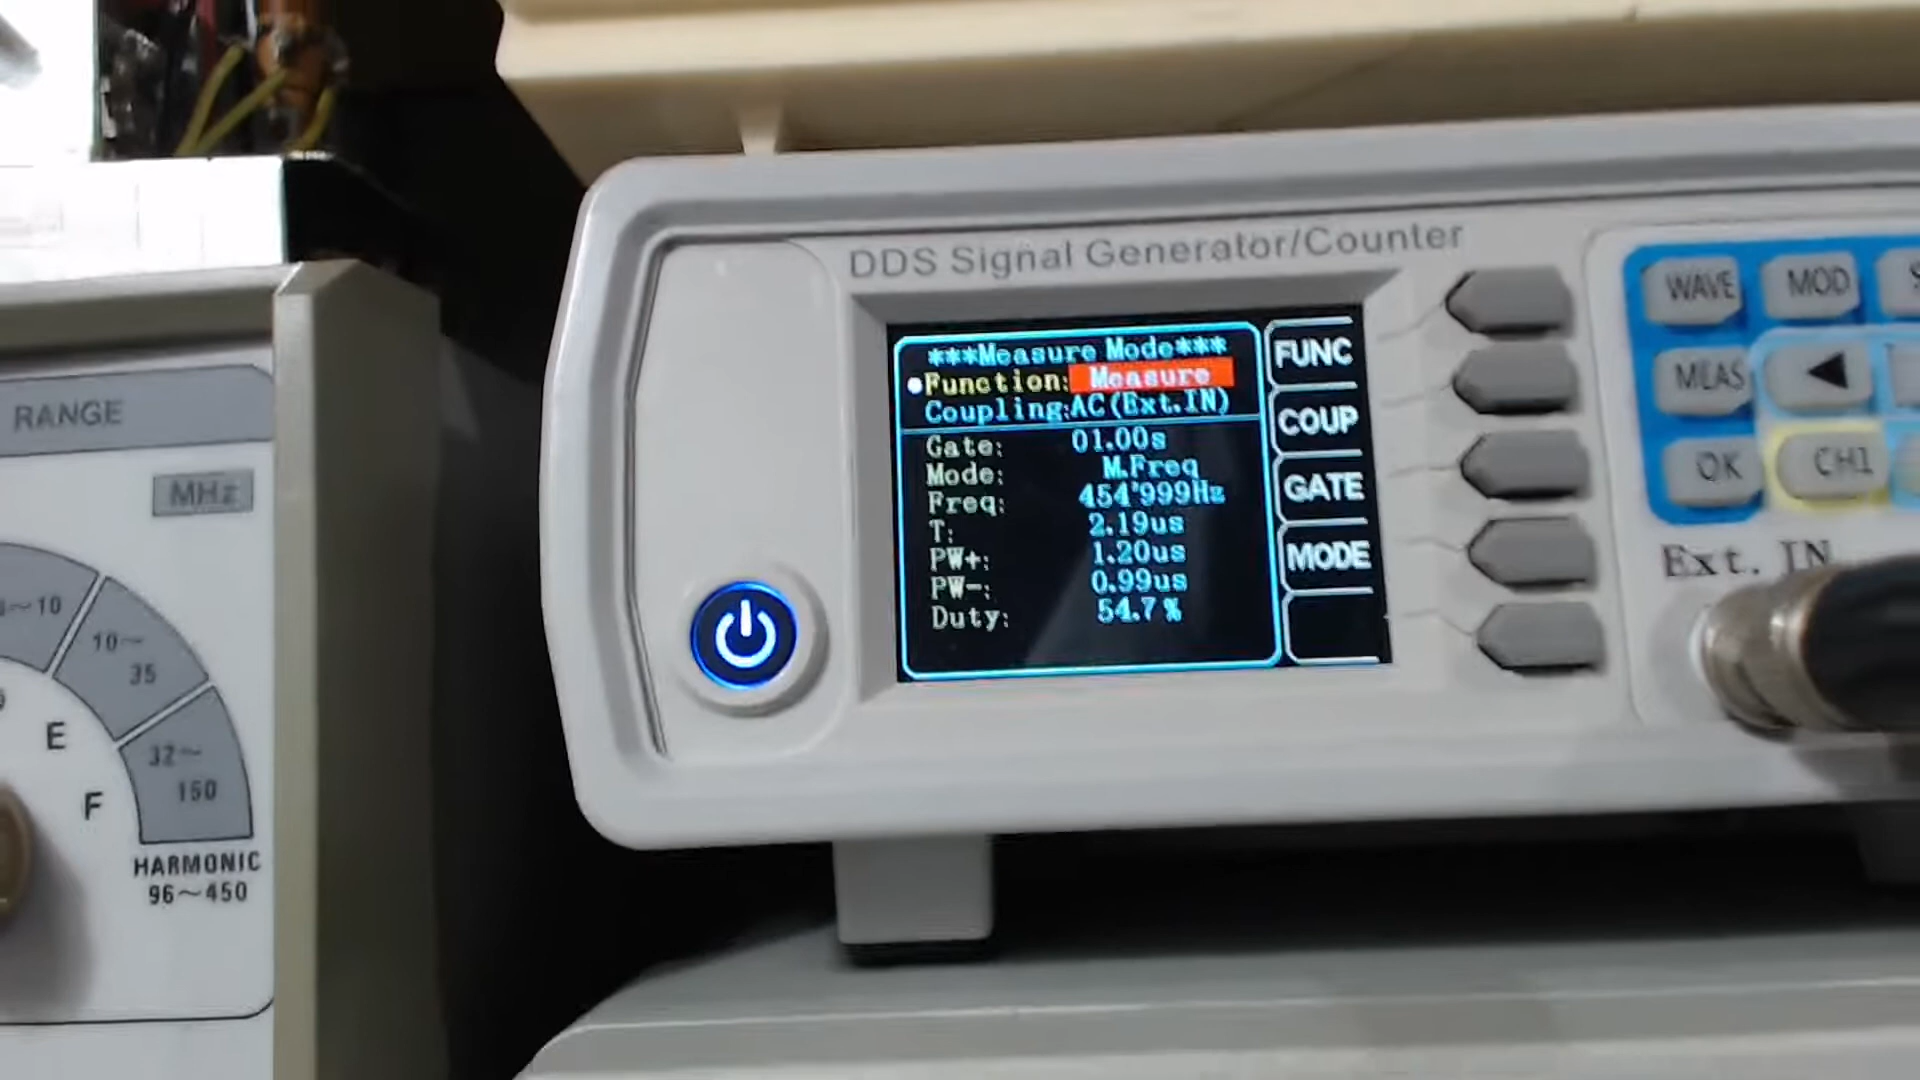 RANGE
MHz
~10
10~
35
E
32~
150
F
HARMONIC
96~450
DDS Signal Generator/Counter
***Measure Mode***
Function: Measure
Coupling:AC(Ext.IN)
Gate: 01.00s
Mode: M.Freq
Freq: 454'999Hz
T: 2.19us
PW+: 1.20us
PW-: 0.99us
Duty: 54.7%
FUNC
COUP
GATE
MODE
WAVE MOD
MEAS ◀
OK CH1
Ext. IN